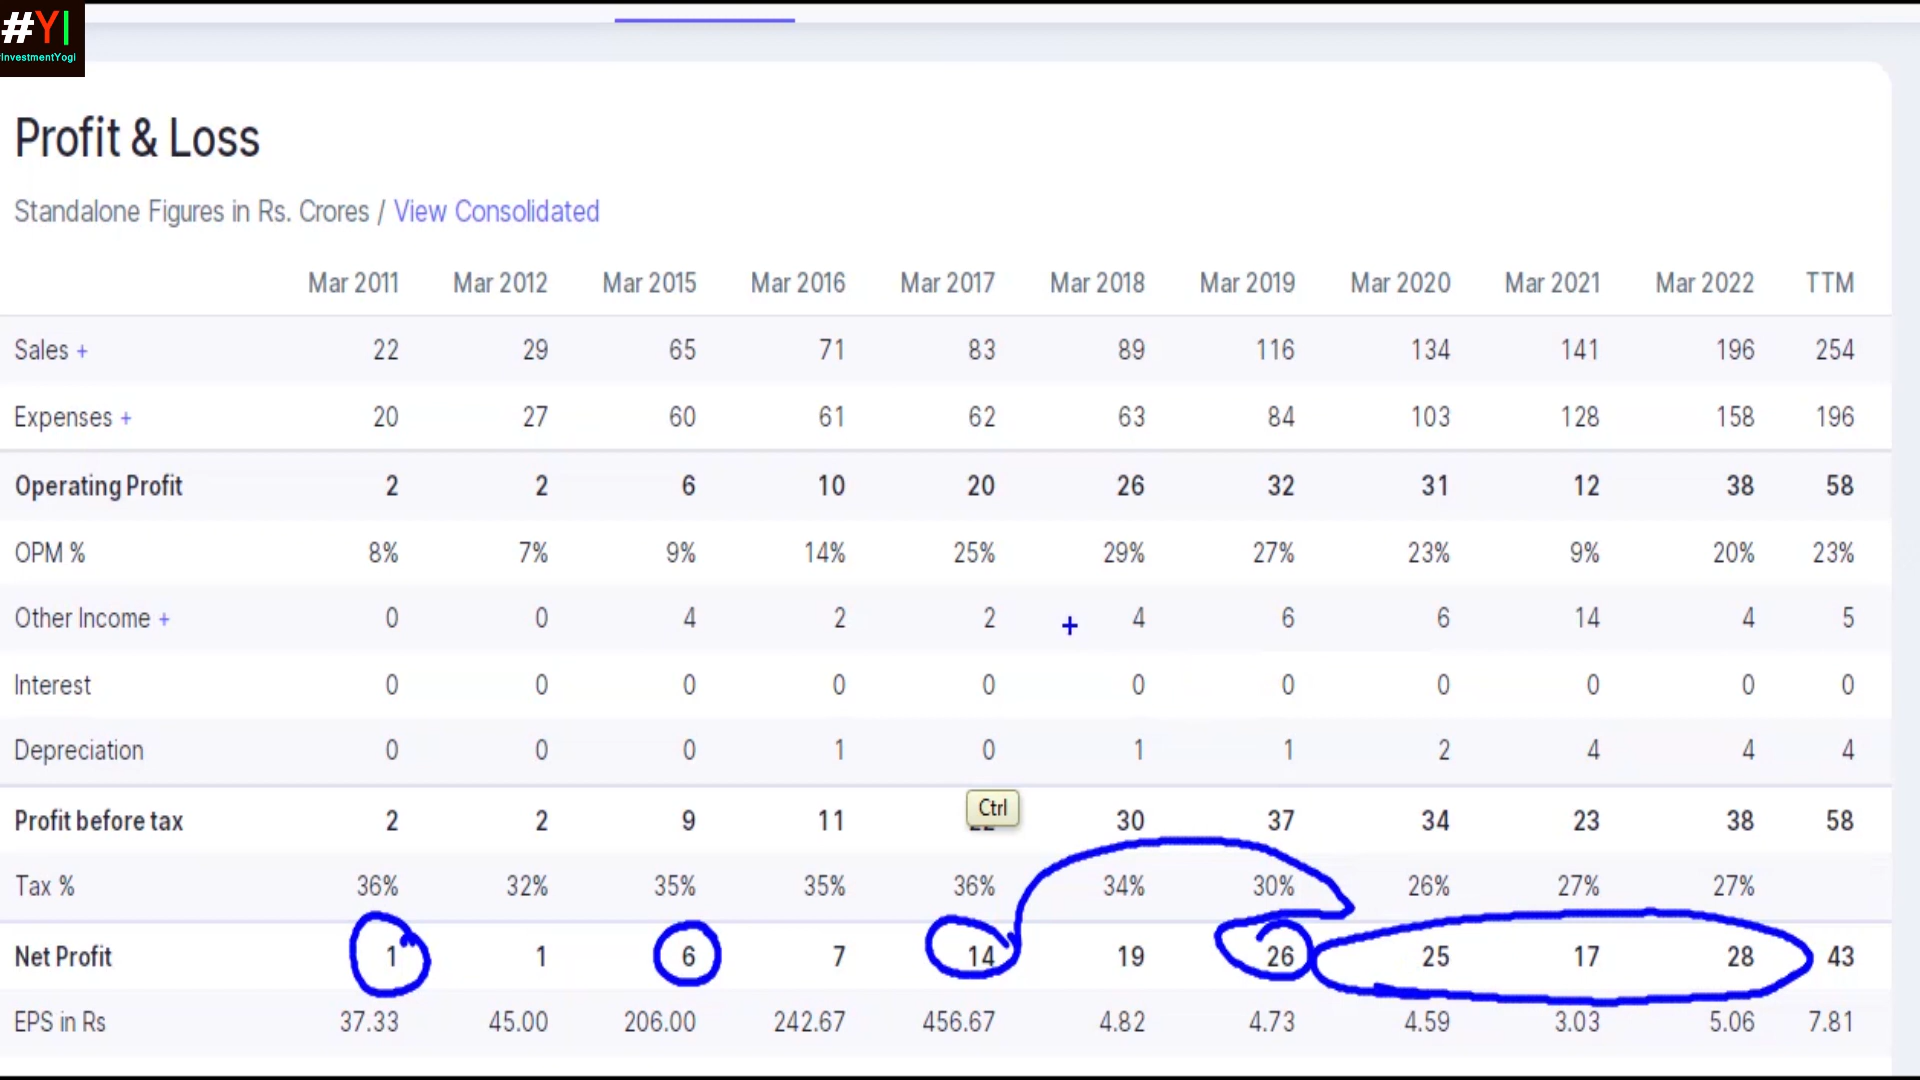 #YI
InvestmentYogi
Profit & Loss
Standalone Figures in Rs. Crores / View Consolidated
Mar 2011 Mar 2012 Mar 2015 Mar 2016 Mar 2017 Mar 2018 Mar 2019 Mar 2020 Mar 2021 Mar 2022 TTM
Sales + 22 29 65 71 83 89 116 134 141 196 254
Expenses + 20 27 60 61 62 63 84 103 128 158 196
Operating Profit 2 2 6 10 20 26 32 31 12 38 58
OPM % 8% 7% 9% 14% 25% 29% 27% 23% 9% 20% 23%
Other Income + 0 0 4 2 2 4 6 6 14 4 5
Interest 0 0 0 0 0 0 0 0 0 0 0
Depreciation 0 0 0 1 0 1 1 2 4 4 4
Ctrl
Profit before tax 2 2 9 11 30 37 34 23 38 58
Tax % 36% 32% 35% 35% 36% 34% 30% 26% 27% 27%
Net Profit 1 1 6 7 14 19 26 25 17 28 43
EPS in Rs 37.33 45.00 206.00 242.67 456.67 4.82 4.73 4.59 3.03 5.06 7.81